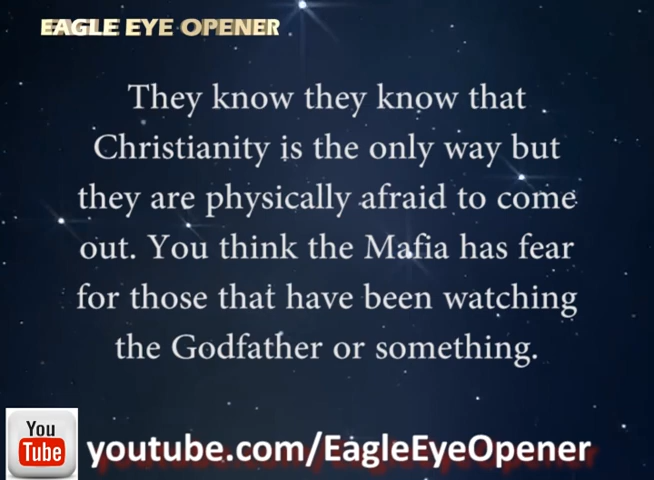 EAGLE EYE OPENER
They know they know that
Christianity is the only way but
they are physically afraid to come
out. You think the Mafia has fear
for those that have been watching
the Godfather or something.
You
Tube
youtube.com/EagleEyeOpener